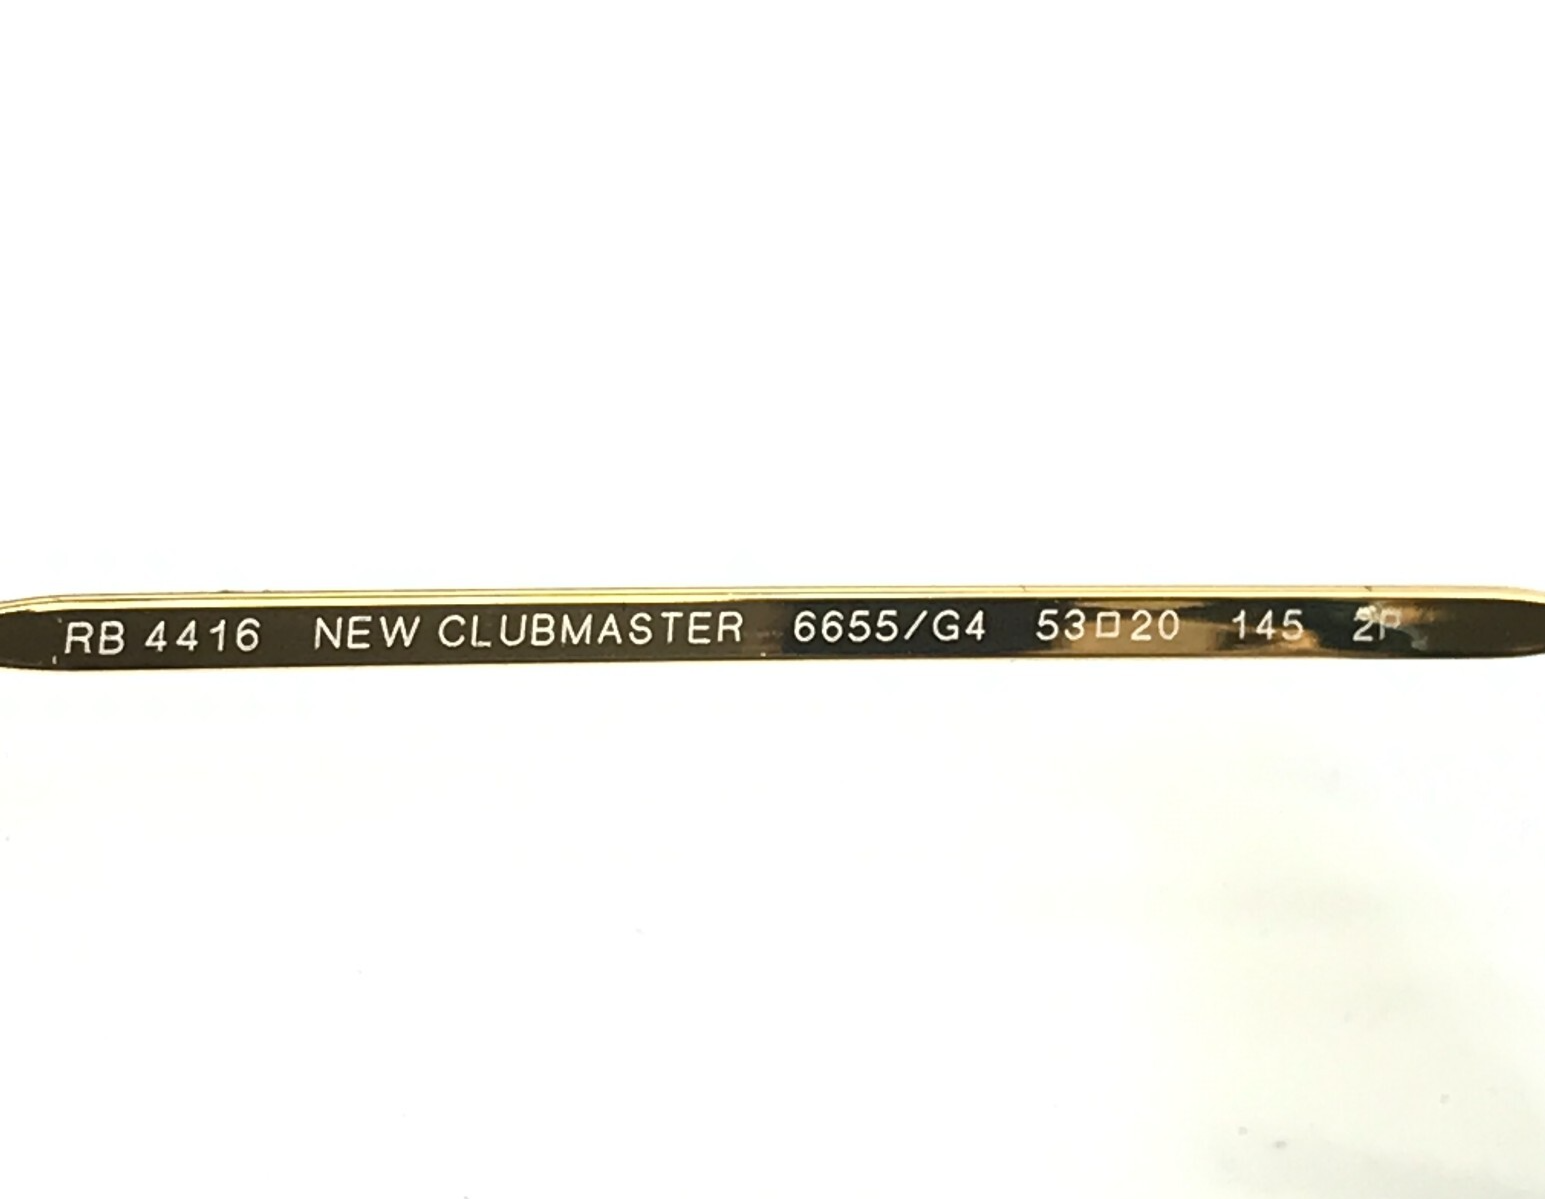 RB 4416 NEW CLUBMASTER 6655/G4 53□20 145 2P